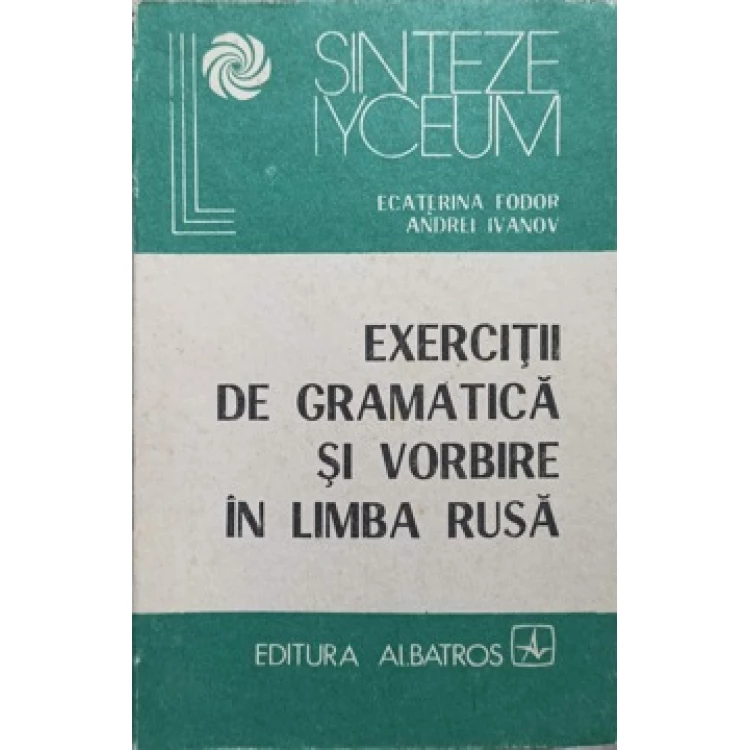 SINTEZE
LYCEUM
ECATERINA FODOR
ANDREI IVANOV
EXERCIȚII
DE GRAMATICĂ
ȘI VORBIRE
ÎN LIMBA RUSĂ
EDITURA ALBATROS